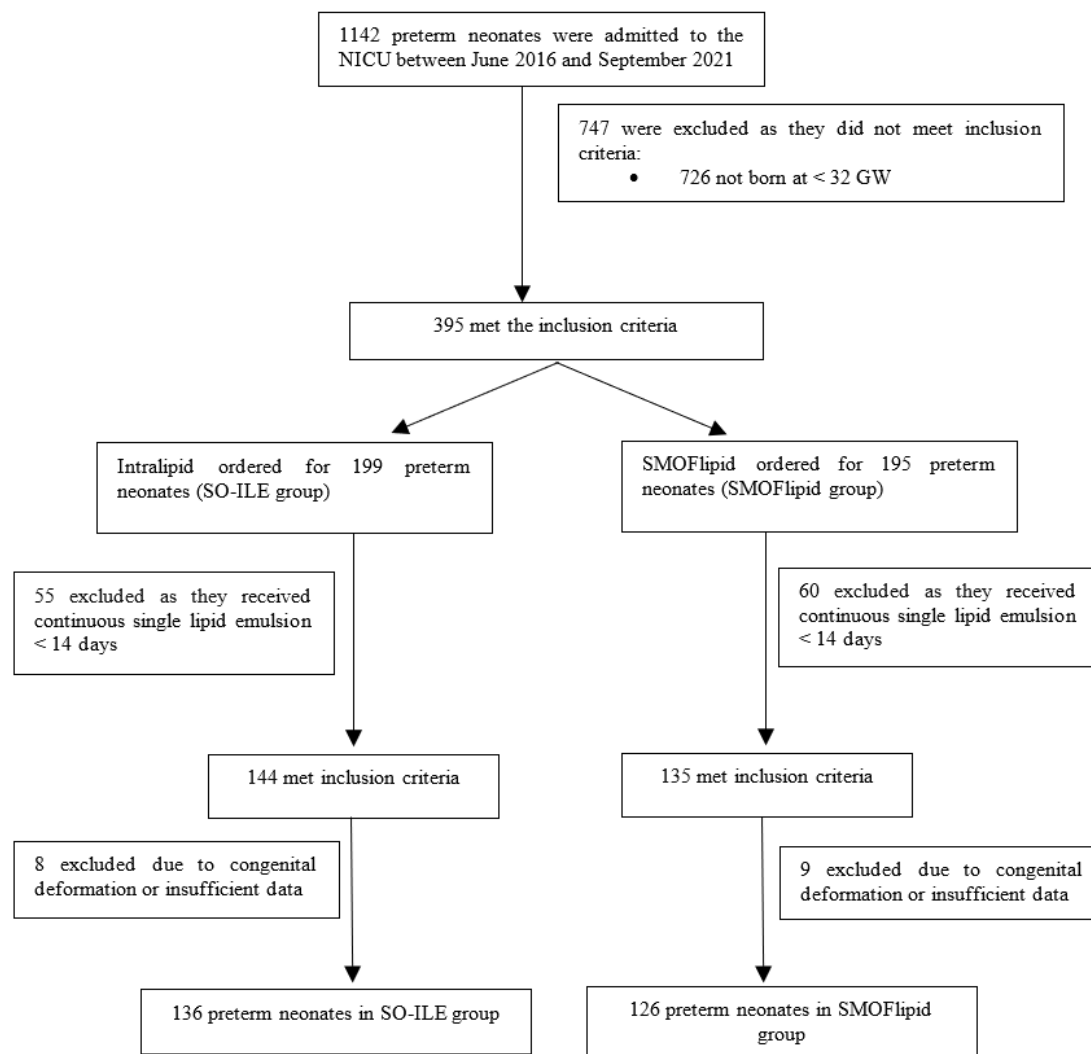 1142 preterm neonates were admitted to the
NICU between June 2016 and September 2021
747 were excluded as they did not meet inclusion
criteria:
• 726 not born at < 32 GW
395 met the inclusion criteria
Intralipid ordered for 199 preterm
neonates (SO-ILE group)
SMOFlipid ordered for 195 preterm
neonates (SMOFlipid group)
55 excluded as they received
continuous single lipid emulsion
< 14 days
60 excluded as they received
continuous single lipid emulsion
< 14 days
144 met inclusion criteria
135 met inclusion criteria
8 excluded due to congenital
deformation or insufficient data
9 excluded due to congenital
deformation or insufficient data
136 preterm neonates in SO-ILE group
126 preterm neonates in SMOFlipid
group